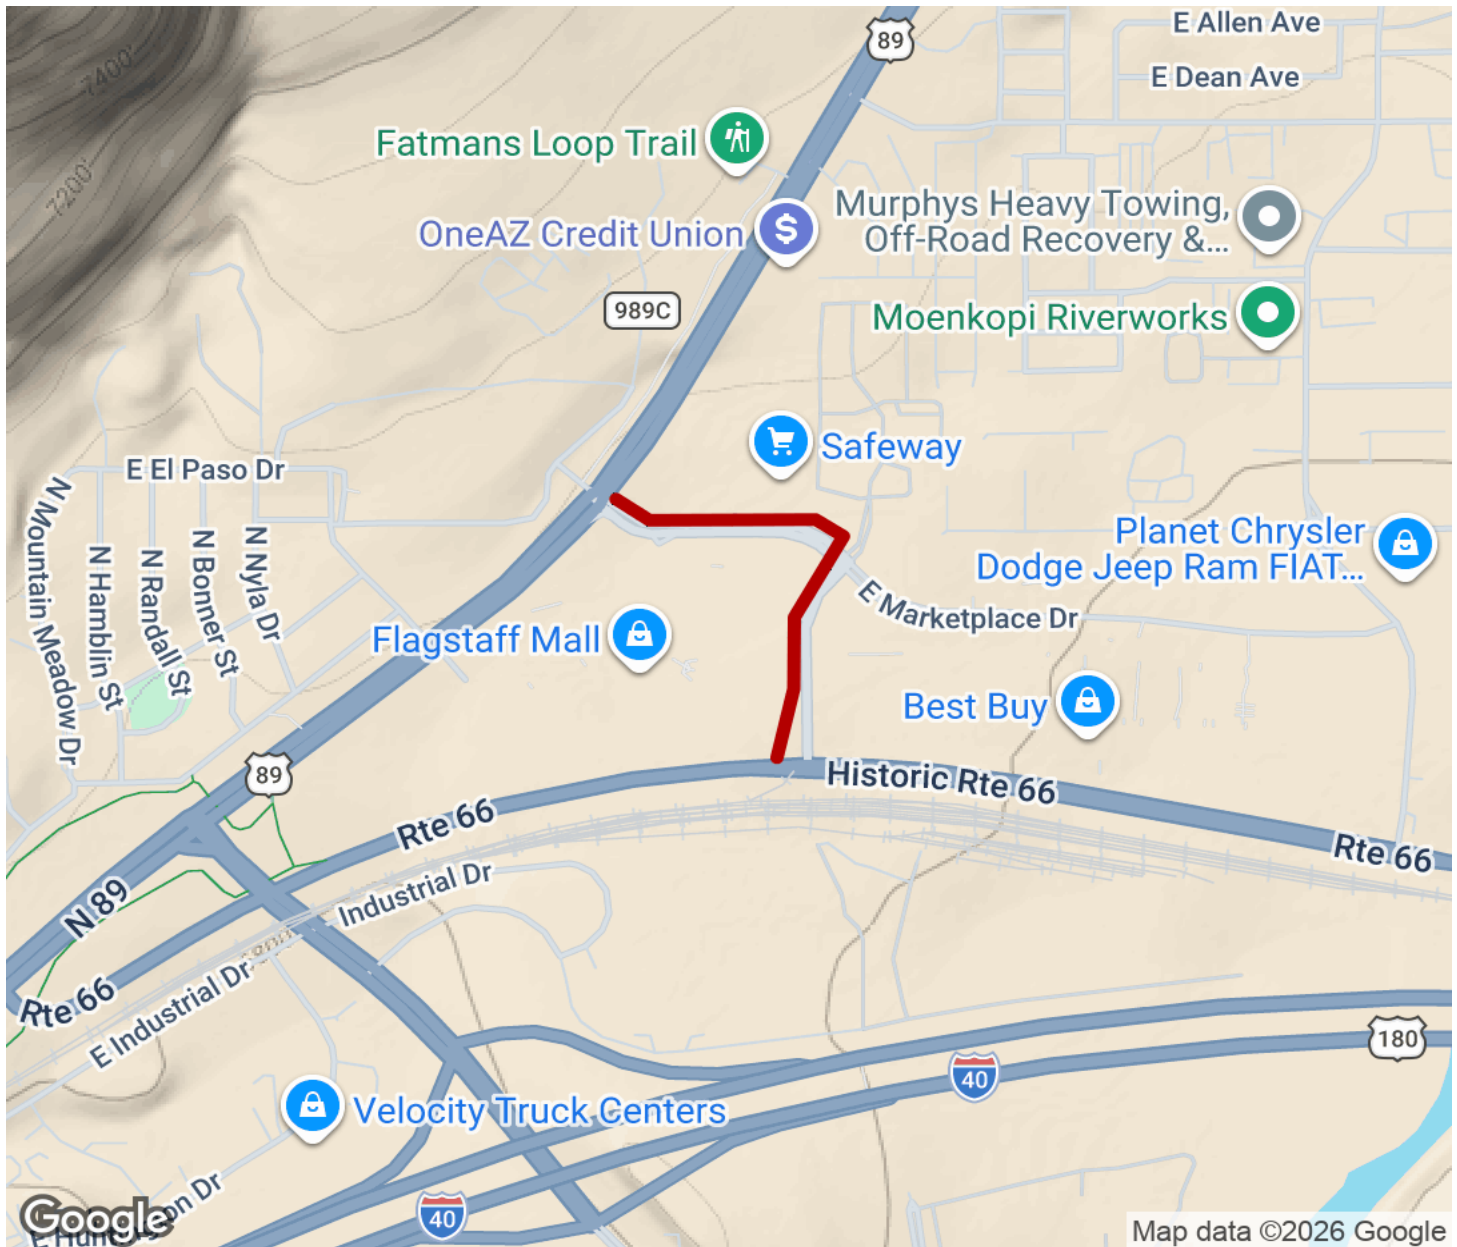 E Allen Ave
89
E Dean Ave
7400'
Fatmans Loop Trail
7200'
Murphys Heavy Towing,
Off-Road Recovery &...
OneAZ Credit Union
989C
Moenkopi Riverworks
Safeway
E El Paso Dr
N Mountain Meadow Dr
N Hamblin St
N Randall St
N Bonner St
N Nyla Dr
Planet Chrysler
Dodge Jeep Ram FIAT...
E Marketplace Dr
Flagstaff Mall
Best Buy
89
Historic Rte 66
Rte 66
Rte 66
Industrial Dr
N 89
6800
Rte 66
E Industrial Dr
180
40
Velocity Truck Centers
40
Google
Map data ©2026 Google